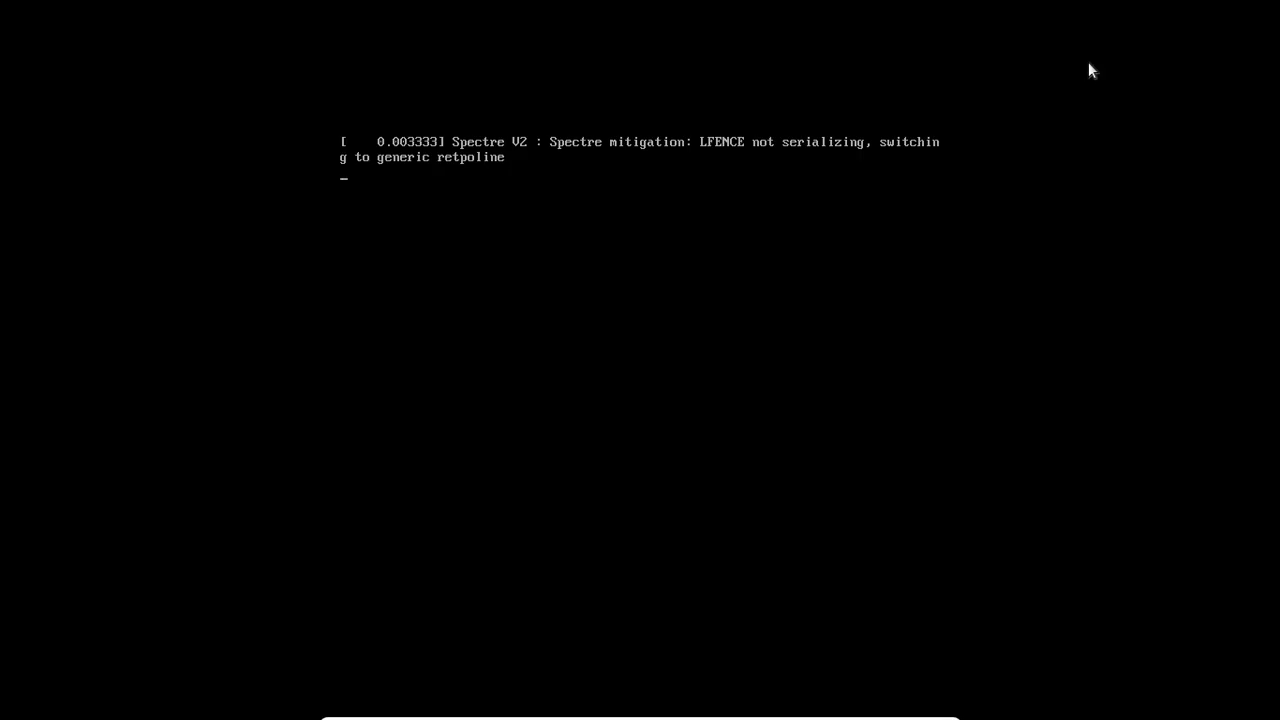 [    0.003333] Spectre V2 : Spectre mitigation: LFENCE not serializing, switchin
g to generic retpoline
_